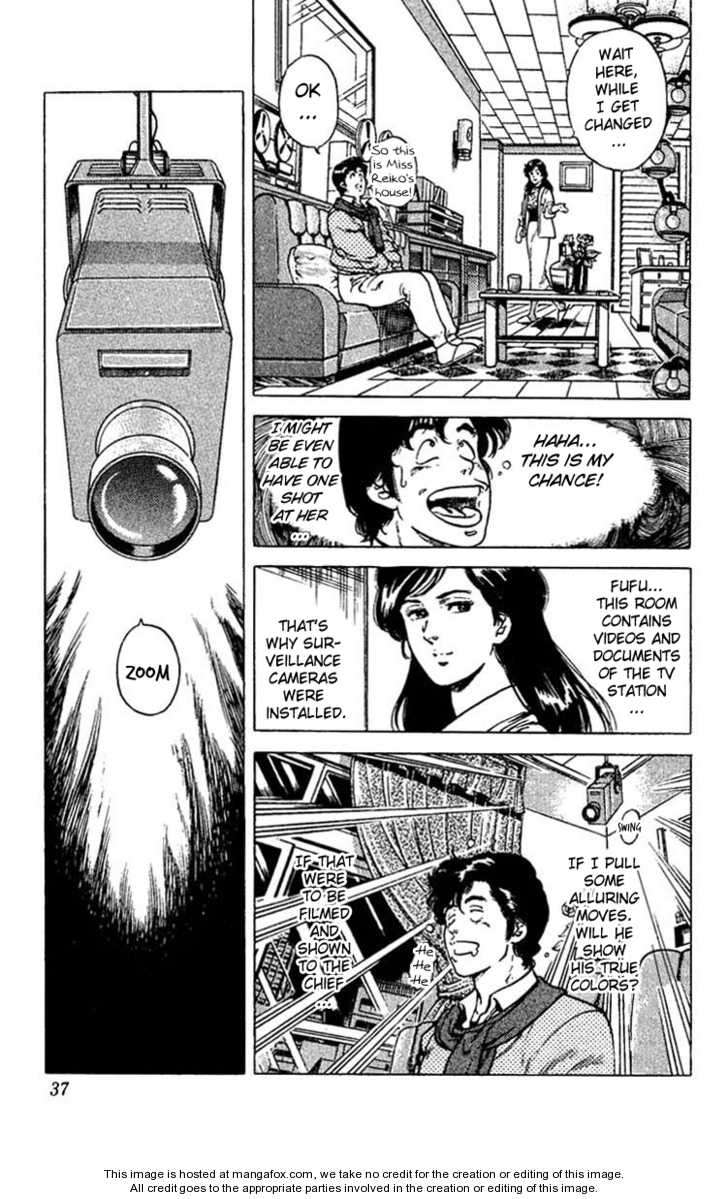 WAIT
HERE,
WHILE
I GET
CHANGED
...
OK
...
So this
is Miss
Reiko's
house!
HAHA...
THIS IS MY
CHANCE!
I MIGHT
BE EVEN
ABLE TO
HAVE ONE
SHOT
AT HER
...
FUFU...
THIS ROOM
CONTAINS
VIDEOS AND
DOCUMENTS
OF THE TV
STATION
...
THAT'S
WHY SUR-
VEILLANCE
CAMERAS
WERE
INSTALLED.
SWING
IF I PULL
SOME
ALLURING
MOVES.
WILL HE
SHOW
HIS TRUE
COLORS?
He
He
He
IF THAT
WERE
TO BE
FILMED
AND
SHOWN
TO THE
CHIEF
...
ZOOM
37
This image is hosted at mangafox.com, we take no credit for the creation or editing of this image.
All credit goes to the appropriate parties involved in the creation or editing of this image.